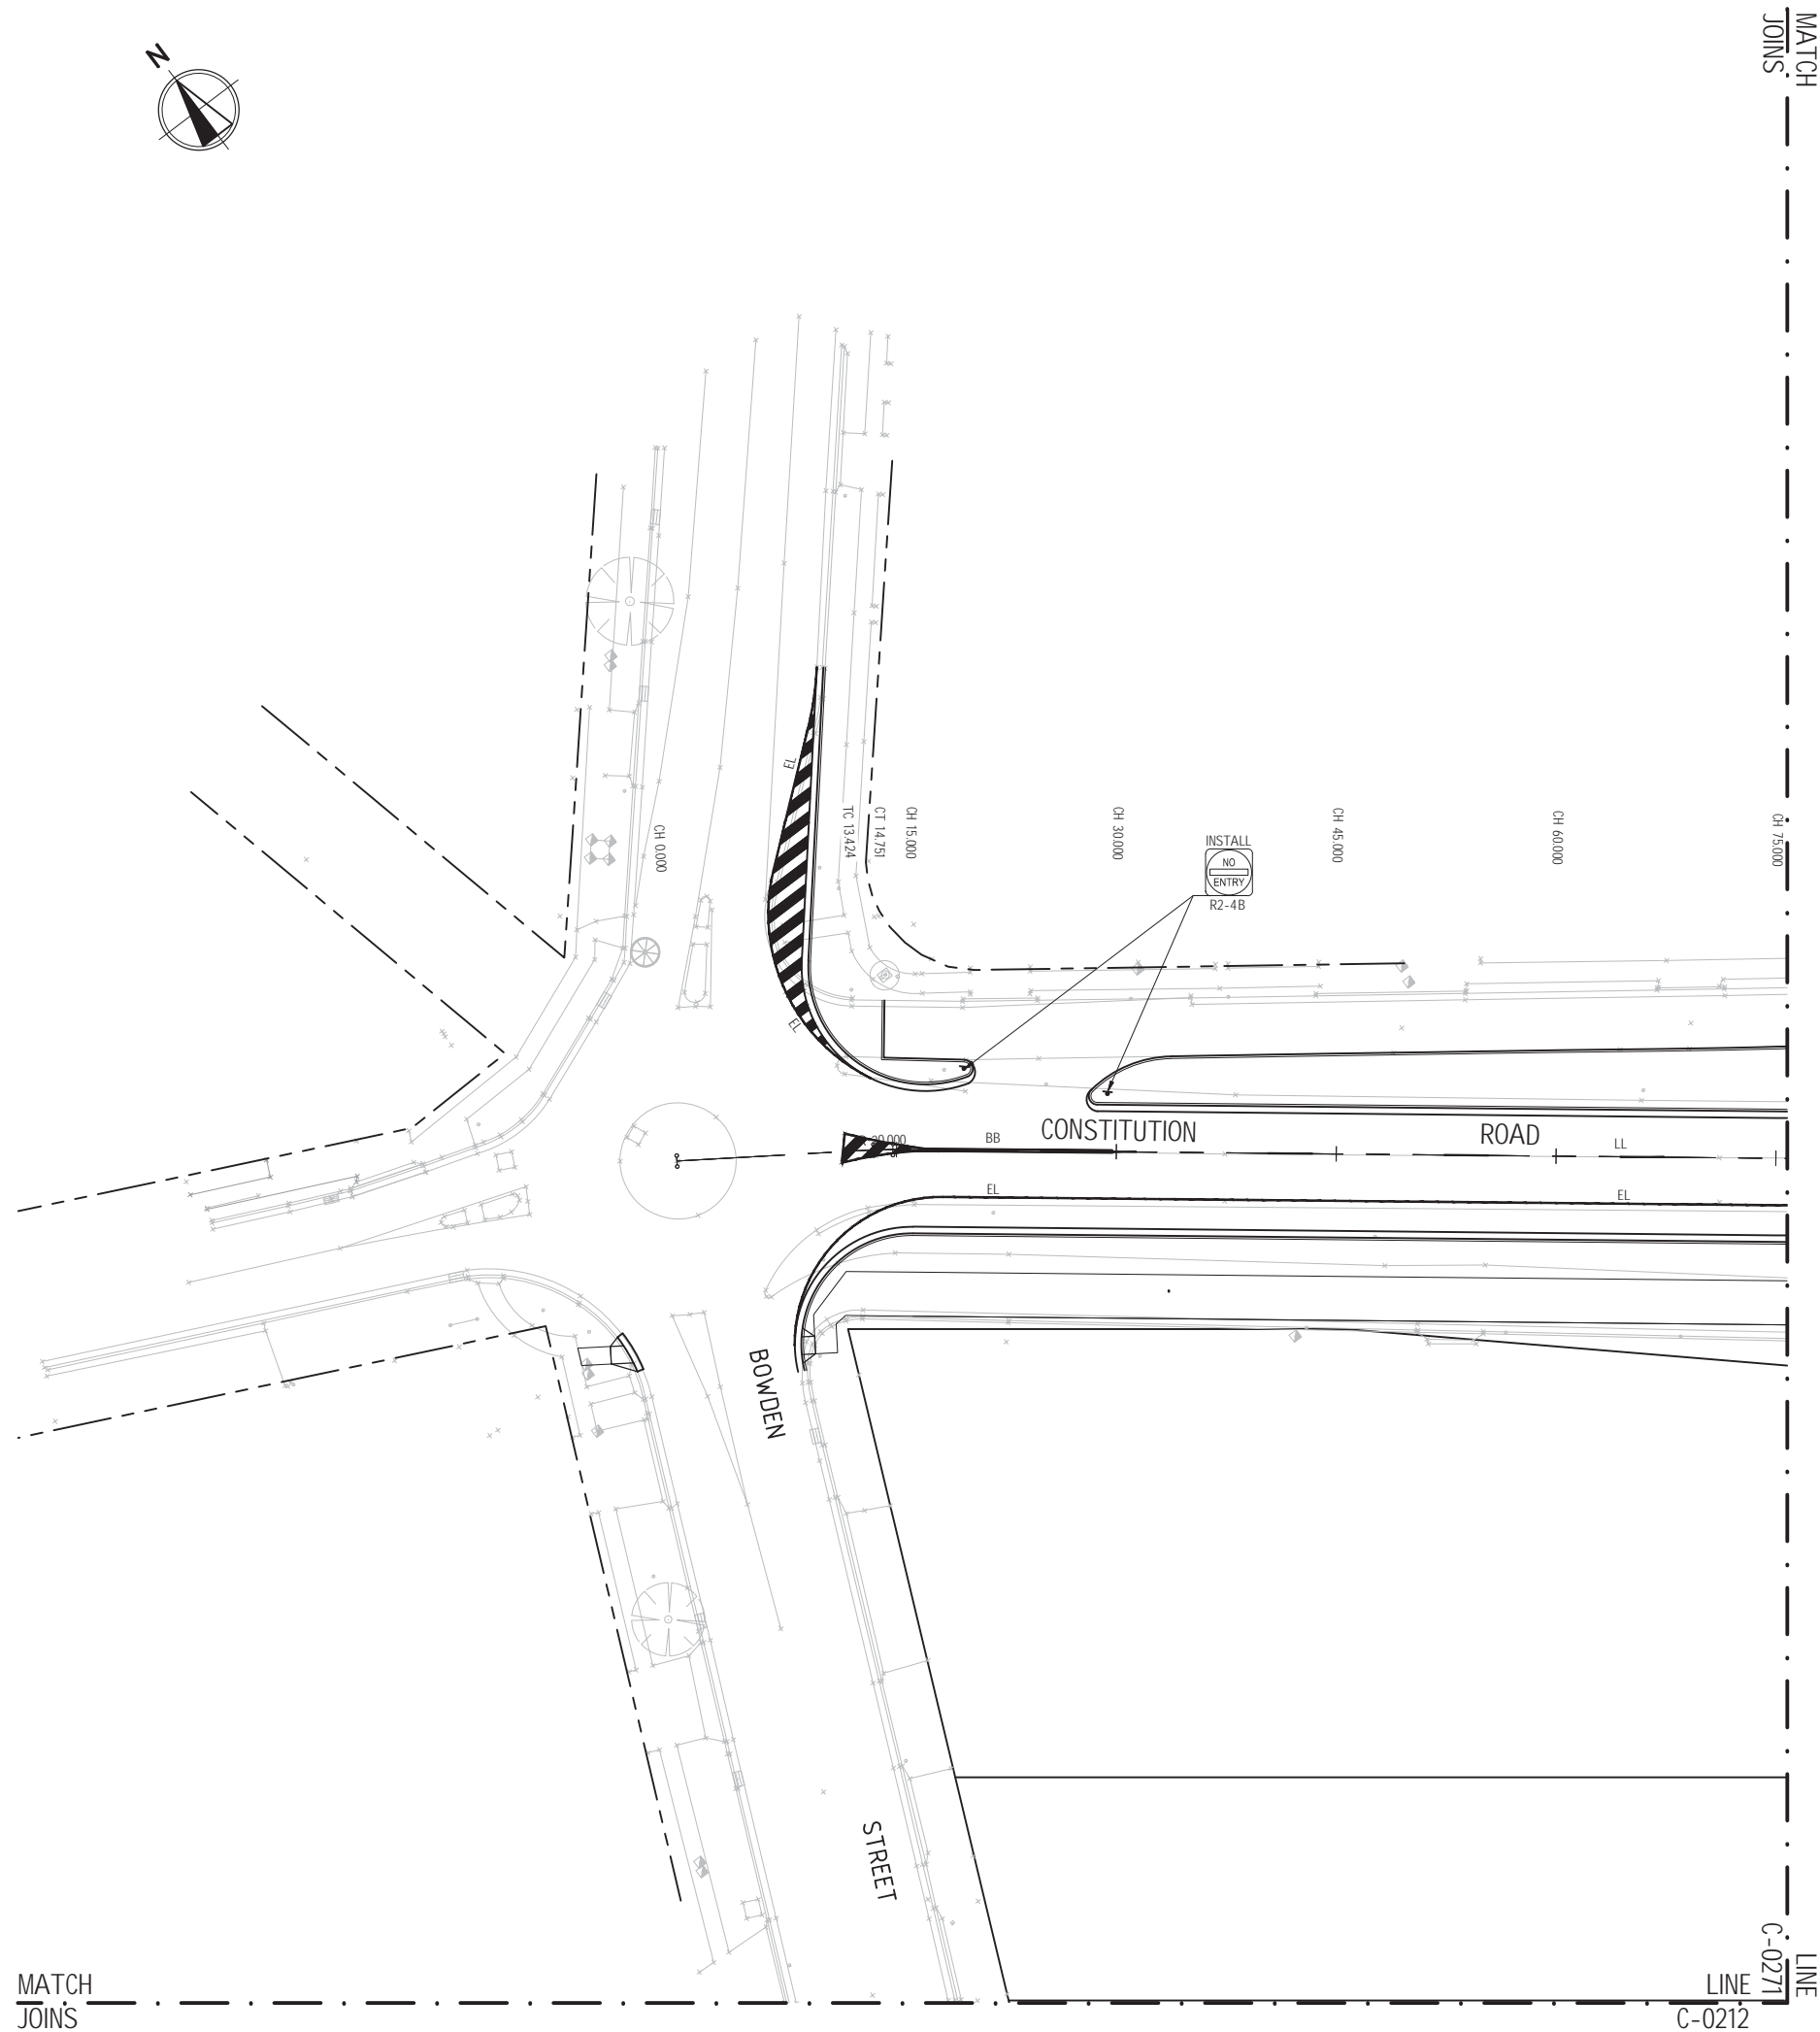 MATCH
JOINS
N
EL
CH 0.000
TC 13.424
CT 14.751
CH 15.000
CH 30.000
CH 45.000
CH 60.000
CH 75.000
INSTALL
NO
ENTRY
R2-4B
EL
CONSTITUTION ROAD
BB
LL
EL
EL
BOWDEN
STREET
MATCH
JOINS
LINE
C-0212
LINE
C-0271